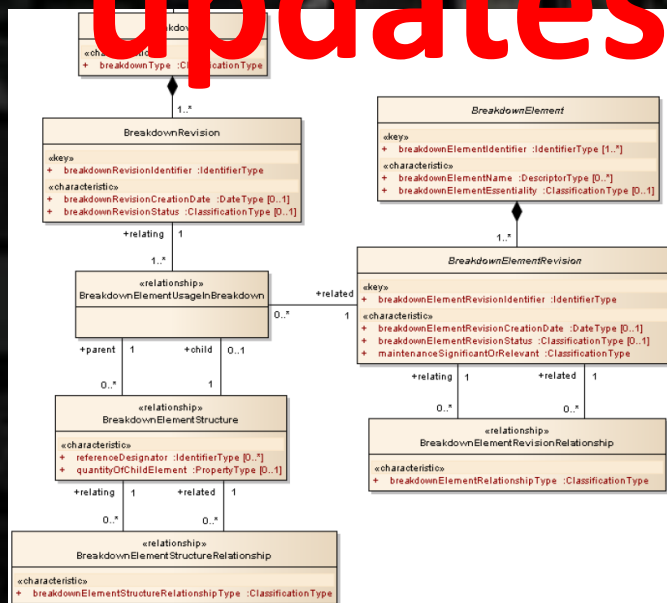 updates
+ breakdownType :ClassificationType
1..*
BreakdownRevision
«key»
+ breakdownRevisionIdentifier :IdentifierType
«characteristic»
+ breakdownRevisionCreationDate :DateType [0..1]
+ breakdownRevisionStatus :ClassificationType [0..1]
+relating 1
1..*
«relationship»
BreakdownElementUsageInBreakdown
+related
0..* 1
BreakdownElement
«key»
+ breakdownElementIdentifier :IdentifierType [1..*]
«characteristic»
+ breakdownElementName :DescriptorType [0..*]
+ breakdownElementEssentiality :ClassificationType [0..1]
1..*
BreakdownElementRevision
«key»
+ breakdownElementRevisionIdentifier :IdentifierType
«characteristic»
+ breakdownElementRevisionCreationDate :DateType [0..1]
+ breakdownElementRevisionStatus :ClassificationType [0..1]
+ maintenanceSignificantOrRelevant :ClassificationType
+relating 1 +related 1
0..* 0..*
«relationship»
BreakdownElementRevisionRelationship
«characteristic»
+ breakdownElementRelationshipType :ClassificationType
+parent 1 +child 0..1
0..* 1
«relationship»
BreakdownElementStructure
«characteristic»
+ referenceDesignator :IdentifierType [0..*]
+ quantityOfChildElement :PropertyType [0..1]
+relating 1 +related 1
0..* 0..*
«relationship»
BreakdownElementStructureRelationship
«characteristic»
+ breakdownElementStructureRelationshipType :ClassificationType